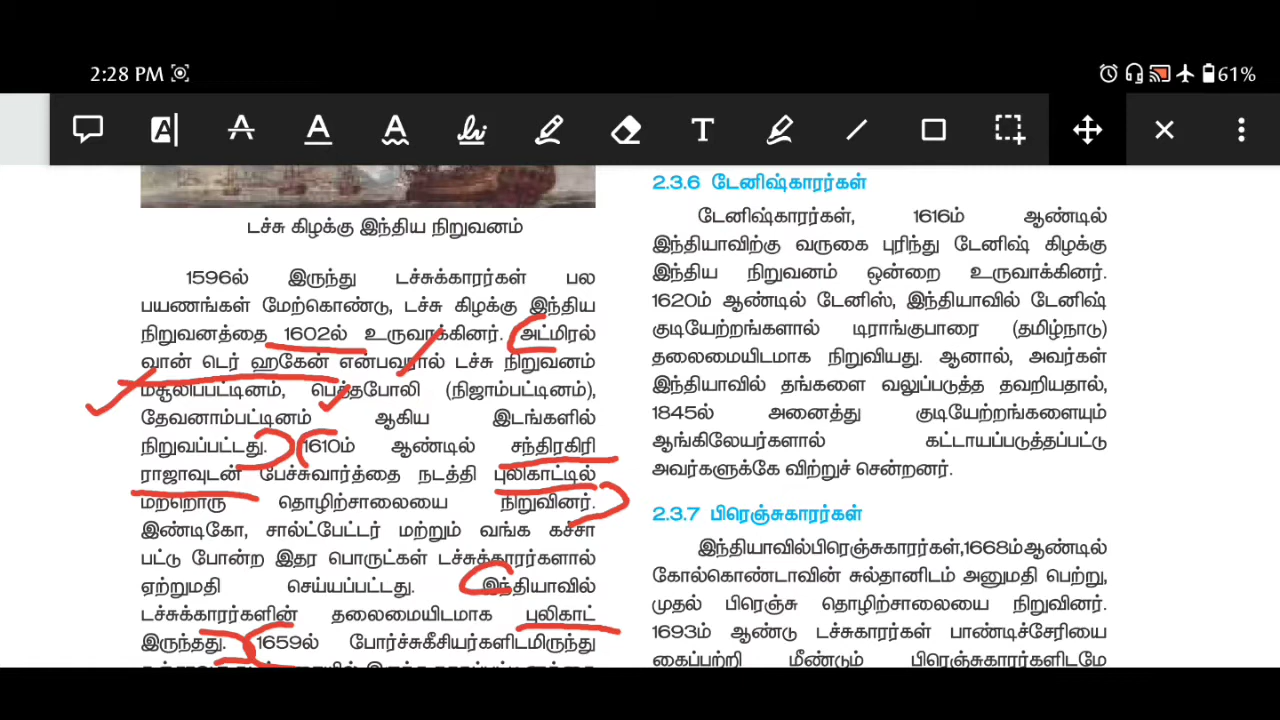 2:28 PM
61%
டச்சு கிழக்கு இந்திய நிறுவனம்
1596ல் இருந்து டச்சுக்காரர்கள் பல
பயணங்கள் மேற்கொண்டு, டச்சு கிழக்கு இந்திய
நிறுவனத்தை 1602ல் உருவாக்கினர். அட்மிரல்
வான் டெர் ஹகேன் என்பவரால் டச்சு நிறுவனம்
மசூலிப்பட்டினம், பெத்தபோலி (நிஜாம்பட்டினம்),
தேவனாம்பட்டினம் ஆகிய இடங்களில்
நிறுவப்பட்டது. 1610ம் ஆண்டில் சந்திரகிரி
ராஜாவுடன் பேச்சுவார்த்தை நடத்தி புலிகாட்டில்
மற்றொரு தொழிற்சாலையை நிறுவினர்.
இண்டிகோ, சால்ட்பேட்டர் மற்றும் வங்க கச்சா
பட்டு போன்ற இதர பொருட்கள் டச்சுக்காரர்களால்
ஏற்றுமதி செய்யப்பட்டது. இந்தியாவில்
டச்சுக்காரர்களின் தலைமையிடமாக புலிகாட்
இருந்தது. 1659ல் போர்ச்சுகீசியர்களிடமிருந்து
2.3.6 டேனிஷ்காரர்கள்
டேனிஷ்காரர்கள், 1616ம் ஆண்டில்
இந்தியாவிற்கு வருகை புரிந்து டேனிஷ் கிழக்கு
இந்திய நிறுவனம் ஒன்றை உருவாக்கினர்.
1620ம் ஆண்டில் டேனிஸ், இந்தியாவில் டேனிஷ்
குடியேற்றங்களால் டிராங்குபாரை (தமிழ்நாடு)
தலைமையிடமாக நிறுவியது. ஆனால், அவர்கள்
இந்தியாவில் தங்களை வலுப்படுத்த தவறியதால்,
1845ல் அனைத்து குடியேற்றங்களையும்
ஆங்கிலேயர்களால் கட்டாயப்படுத்தப்பட்டு
அவர்களுக்கே விற்றுச் சென்றனர்.
2.3.7 பிரெஞ்சுகாரர்கள்
இந்தியாவில்பிரெஞ்சுகாரர்கள்,1668ம்ஆண்டில்
கோல்கொண்டாவின் சுல்தானிடம் அனுமதி பெற்று,
முதல் பிரெஞ்சு தொழிற்சாலையை நிறுவினர்.
1693ம் ஆண்டு டச்சுகாரர்கள் பாண்டிச்சேரியை
கைப்பற்றி மீண்டும் பிரெஞ்சுகாரர்களிடமே